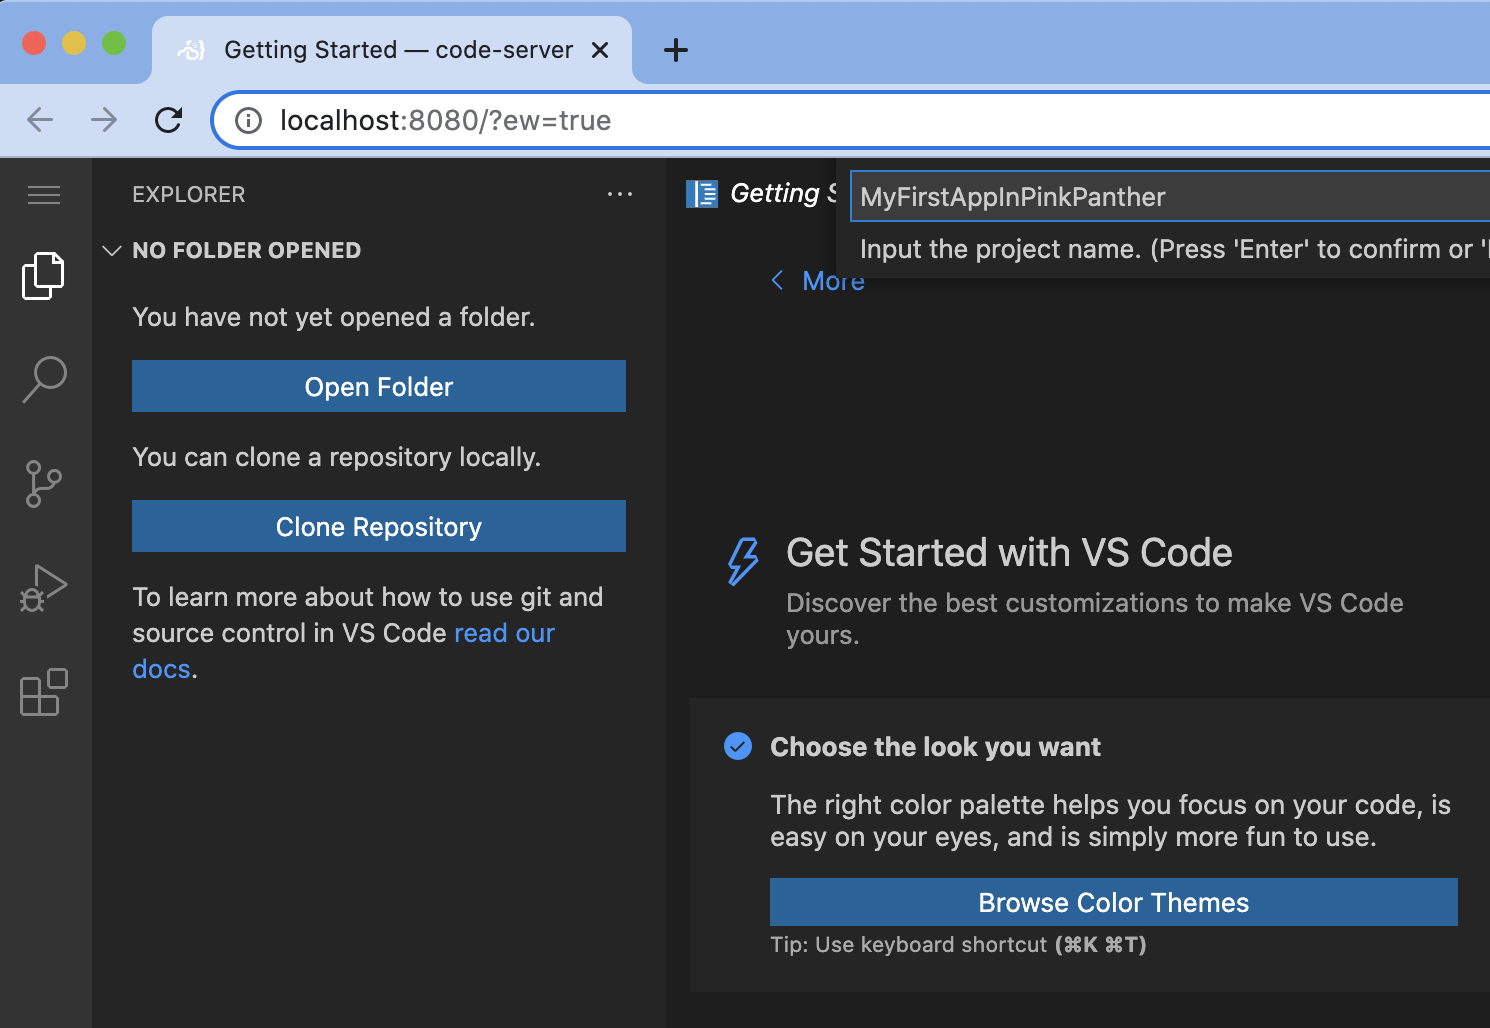 Getting Started — code-server
localhost:8080/?ew=true
EXPLORER
NO FOLDER OPENED
You have not yet opened a folder.
Open Folder
You can clone a repository locally.
Clone Repository
To learn more about how to use git and
source control in VS Code read our
docs.
Getting
MyFirstAppInPinkPanther
Input the project name. (Press 'Enter' to confirm or '
More
Get Started with VS Code
Discover the best customizations to make VS Code
yours.
Choose the look you want
The right color palette helps you focus on your code, is
easy on your eyes, and is simply more fun to use.
Browse Color Themes
Tip: Use keyboard shortcut (⌘K ⌘T)